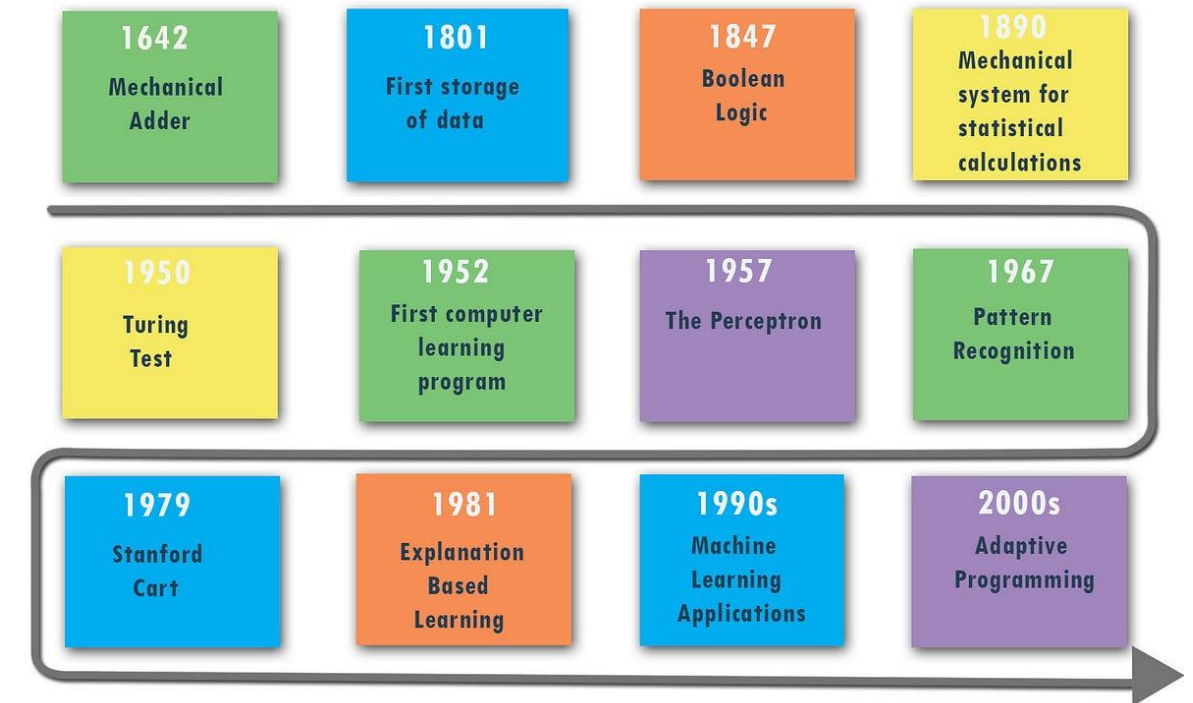 1642
Mechanical
Adder
1801
First storage
of data
1847
Boolean
Logic
1890
Mechanical
system for
statistical
calculations
1950
Turing
Test
1952
First computer
learning
program
1957
The Perceptron
1967
Pattern
Recognition
1979
Stanford
Cart
1981
Explanation
Based
Learning
1990s
Machine
Learning
Applications
2000s
Adaptive
Programming